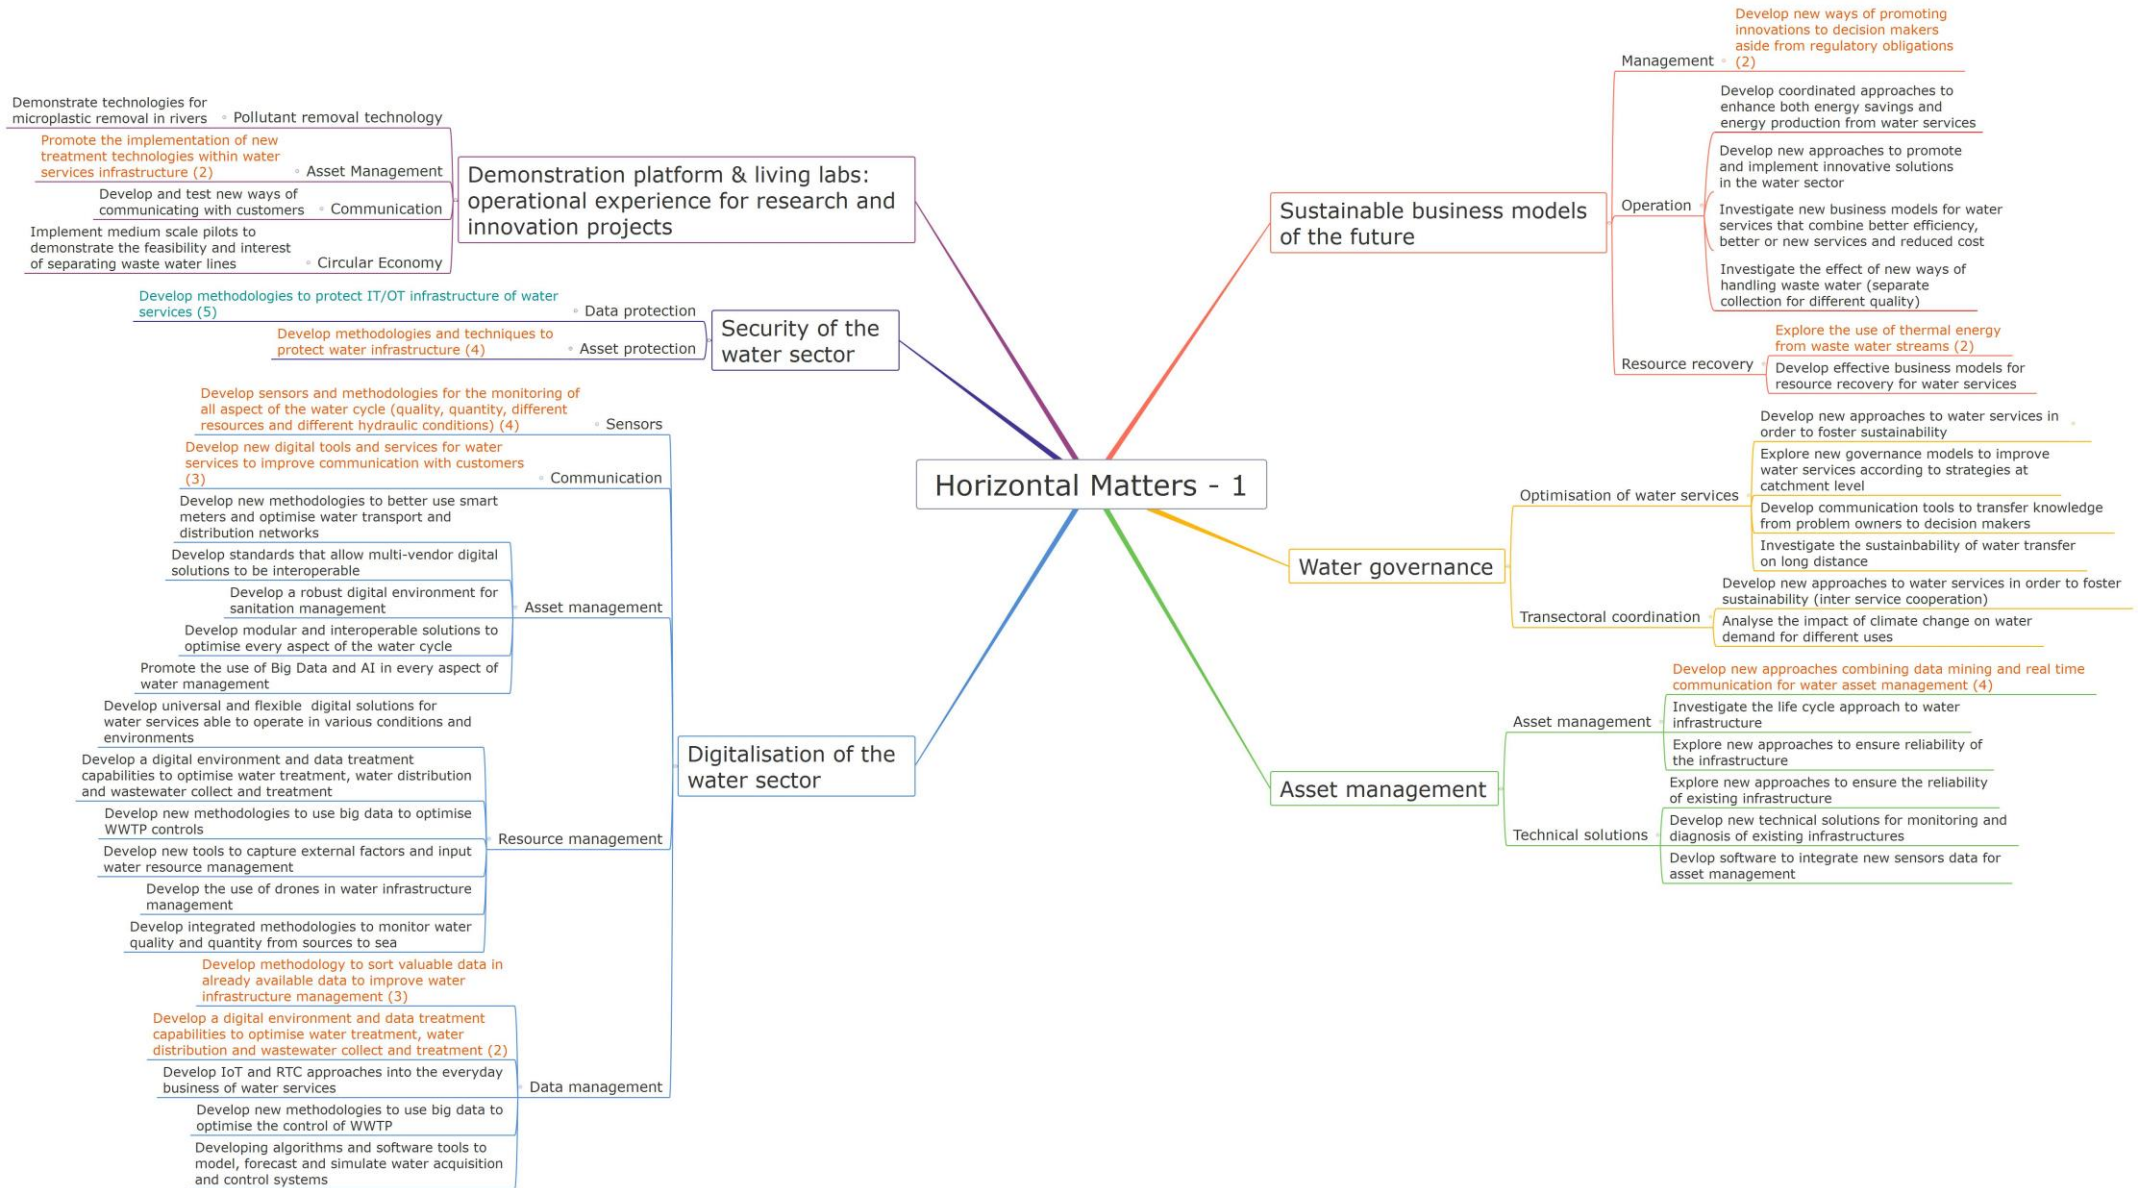 Horizontal Matters - 1
Demonstration platform & living labs:
operational experience for research and
innovation projects
Pollutant removal technology
Demonstrate technologies for
microplastic removal in rivers
Asset Management
Promote the implementation of new
treatment technologies within water
services infrastructure (2)
Communication
Develop and test new ways of
communicating with customers
Circular Economy
Implement medium scale pilots to
demonstrate the feasibility and interest
of separating waste water lines
Security of the
water sector
Data protection
Develop methodologies to protect IT/OT infrastructure of water
services (5)
Asset protection
Develop methodologies and techniques to
protect water infrastructure (4)
Digitalisation of the
water sector
Sensors
Develop sensors and methodologies for the monitoring of
all aspect of the water cycle (quality, quantity, different
resources and different hydraulic conditions) (4)
Communication
Develop new digital tools and services for water
services to improve communication with customers
(3)
Asset management
Develop new methodologies to better use smart
meters and optimise water transport and
distribution networks
Develop standards that allow multi-vendor digital
solutions to be interoperable
Develop a robust digital environment for
sanitation management
Develop modular and interoperable solutions to
optimise every aspect of the water cycle
Promote the use of Big Data and AI in every aspect of
water management
Resource management
Develop universal and flexible  digital solutions for
water services able to operate in various conditions and
environments
Develop a digital environment and data treatment
capabilities to optimise water treatment, water distribution
and wastewater collect and treatment
Develop new methodologies to use big data to optimise
WWTP controls
Develop new tools to capture external factors and input
water resource management
Develop the use of drones in water infrastructure
management
Develop integrated methodologies to monitor water
quality and quantity from sources to sea
Data management
Develop methodology to sort valuable data in
already available data to improve water
infrastructure management (3)
Develop a digital environment and data treatment
capabilities to optimise water treatment, water
distribution and wastewater collect and treatment (2)
Develop IoT and RTC approaches into the everyday
business of water services
Develop new methodologies to use big data to
optimise the control of WWTP
Developing algorithms and software tools to
model, forecast and simulate water acquisition
and control systems
Sustainable business models
of the future
Management
Develop new ways of promoting
innovations to decision makers
aside from regulatory obligations
(2)
Operation
Develop coordinated approaches to
enhance both energy savings and
energy production from water services
Develop new approaches to promote
and implement innovative solutions
in the water sector
Investigate new business models for water
services that combine better efficiency,
better or new services and reduced cost
Investigate the effect of new ways of
handling waste water (separate
collection for different quality)
Resource recovery
Explore the use of thermal energy
from waste water streams (2)
Develop effective business models for
resource recovery for water services
Water governance
Optimisation of water services
Develop new approaches to water services in
order to foster sustainability
Explore new governance models to improve
water services according to strategies at
catchment level
Develop communication tools to transfer knowledge
from problem owners to decision makers
Investigate the sustainbability of water transfer
on long distance
Transectoral coordination
Develop new approaches to water services in order to foster
sustainability (inter service cooperation)
Analyse the impact of climate change on water
demand for different uses
Asset management
Asset management
Develop new approaches combining data mining and real time
communication for water asset management (4)
Investigate the life cycle approach to water
infrastructure
Explore new approaches to ensure reliability of
the infrastructure
Technical solutions
Explore new approaches to ensure the reliability
of existing infrastructure
Develop new technical solutions for monitoring and
diagnosis of existing infrastructures
Devlop software to integrate new sensors data for
asset management